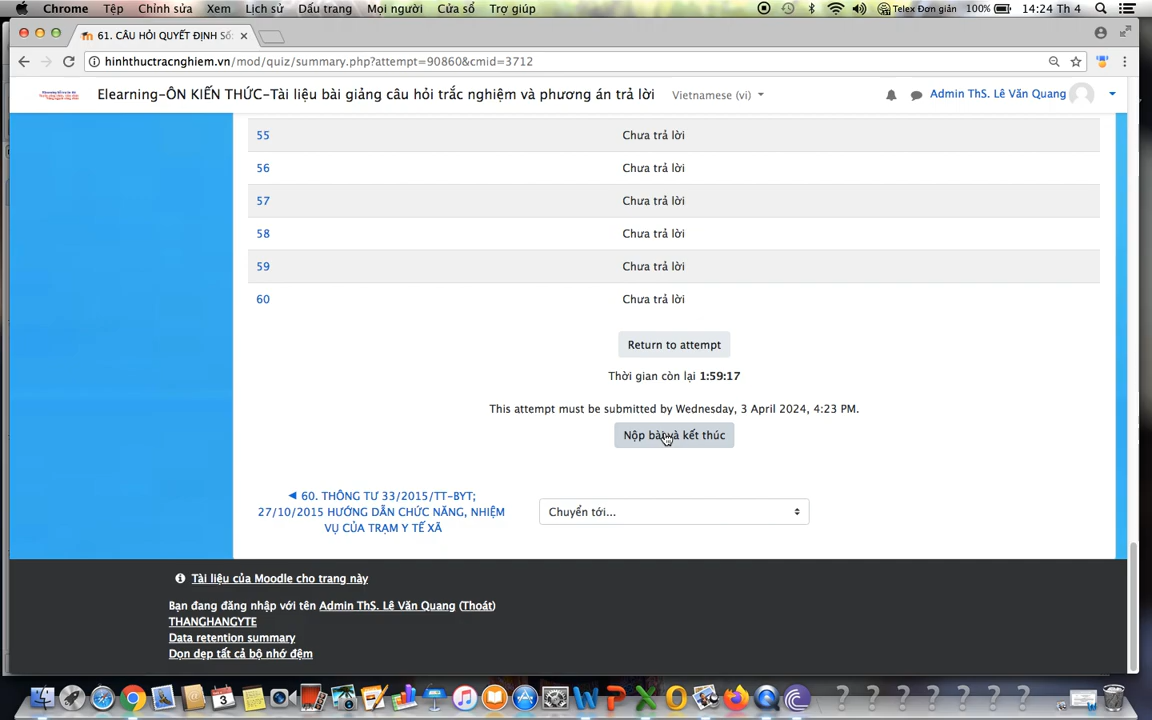 Chrome Tệp Chỉnh sửa Xem Lịch sử Dấu trang Mọi người Cửa sổ Trợ giúp Telex Đơn giản 100% 14:24 Th 4
61. CÂU HỎI QUYẾT ĐỊNH Số:
hinhthuctracnghiem.vn/mod/quiz/summary.php?attempt=90860&cmid=3712
Elearning-ÔN KIẾN THỨC-Tài liệu bài giảng câu hỏi trắc nghiệm và phương án trả lời Vietnamese (vi) Admin ThS. Lê Văn Quang
55 Chưa trả lời
56 Chưa trả lời
57 Chưa trả lời
58 Chưa trả lời
59 Chưa trả lời
60 Chưa trả lời
Return to attempt
Thời gian còn lại 1:59:17
This attempt must be submitted by Wednesday, 3 April 2024, 4:23 PM.
Nộp bài và kết thúc
◀ 60. THÔNG TƯ 33/2015/TT-BYT;
27/10/2015 HƯỚNG DẪN CHỨC NĂNG, NHIỆM
VỤ CỦA TRẠM Y TẾ XÃ
Chuyển tới...
Tài liệu của Moodle cho trang này
Bạn đang đăng nhập với tên Admin ThS. Lê Văn Quang (Thoát)
THANGHANGYTE
Data retention summary
Dọn dẹp tất cả bộ nhớ đệm